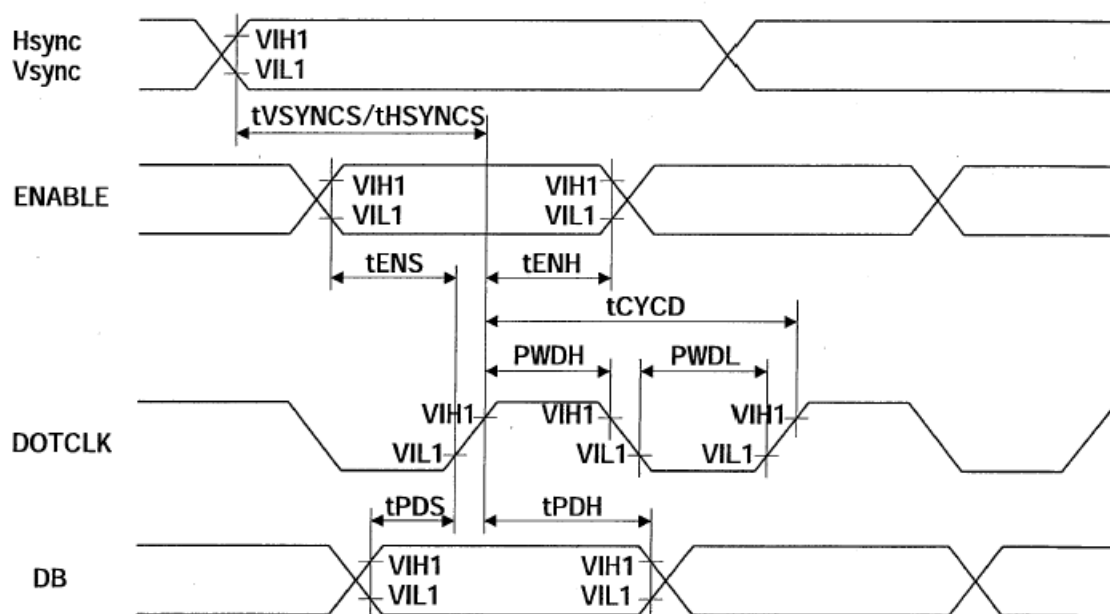 Hsync
Vsync
VIH1
VIL1
tVSYNCS/tHSYNCS
ENABLE
VIH1
VIL1
VIH1
VIL1
tENS
tENH
tCYCD
PWDH
PWDL
DOTCLK
VIH1
VIL1
VIH1
VIL1
VIH1
VIL1
tPDS
tPDH
DB
VIH1
VIL1
VIH1
VIL1